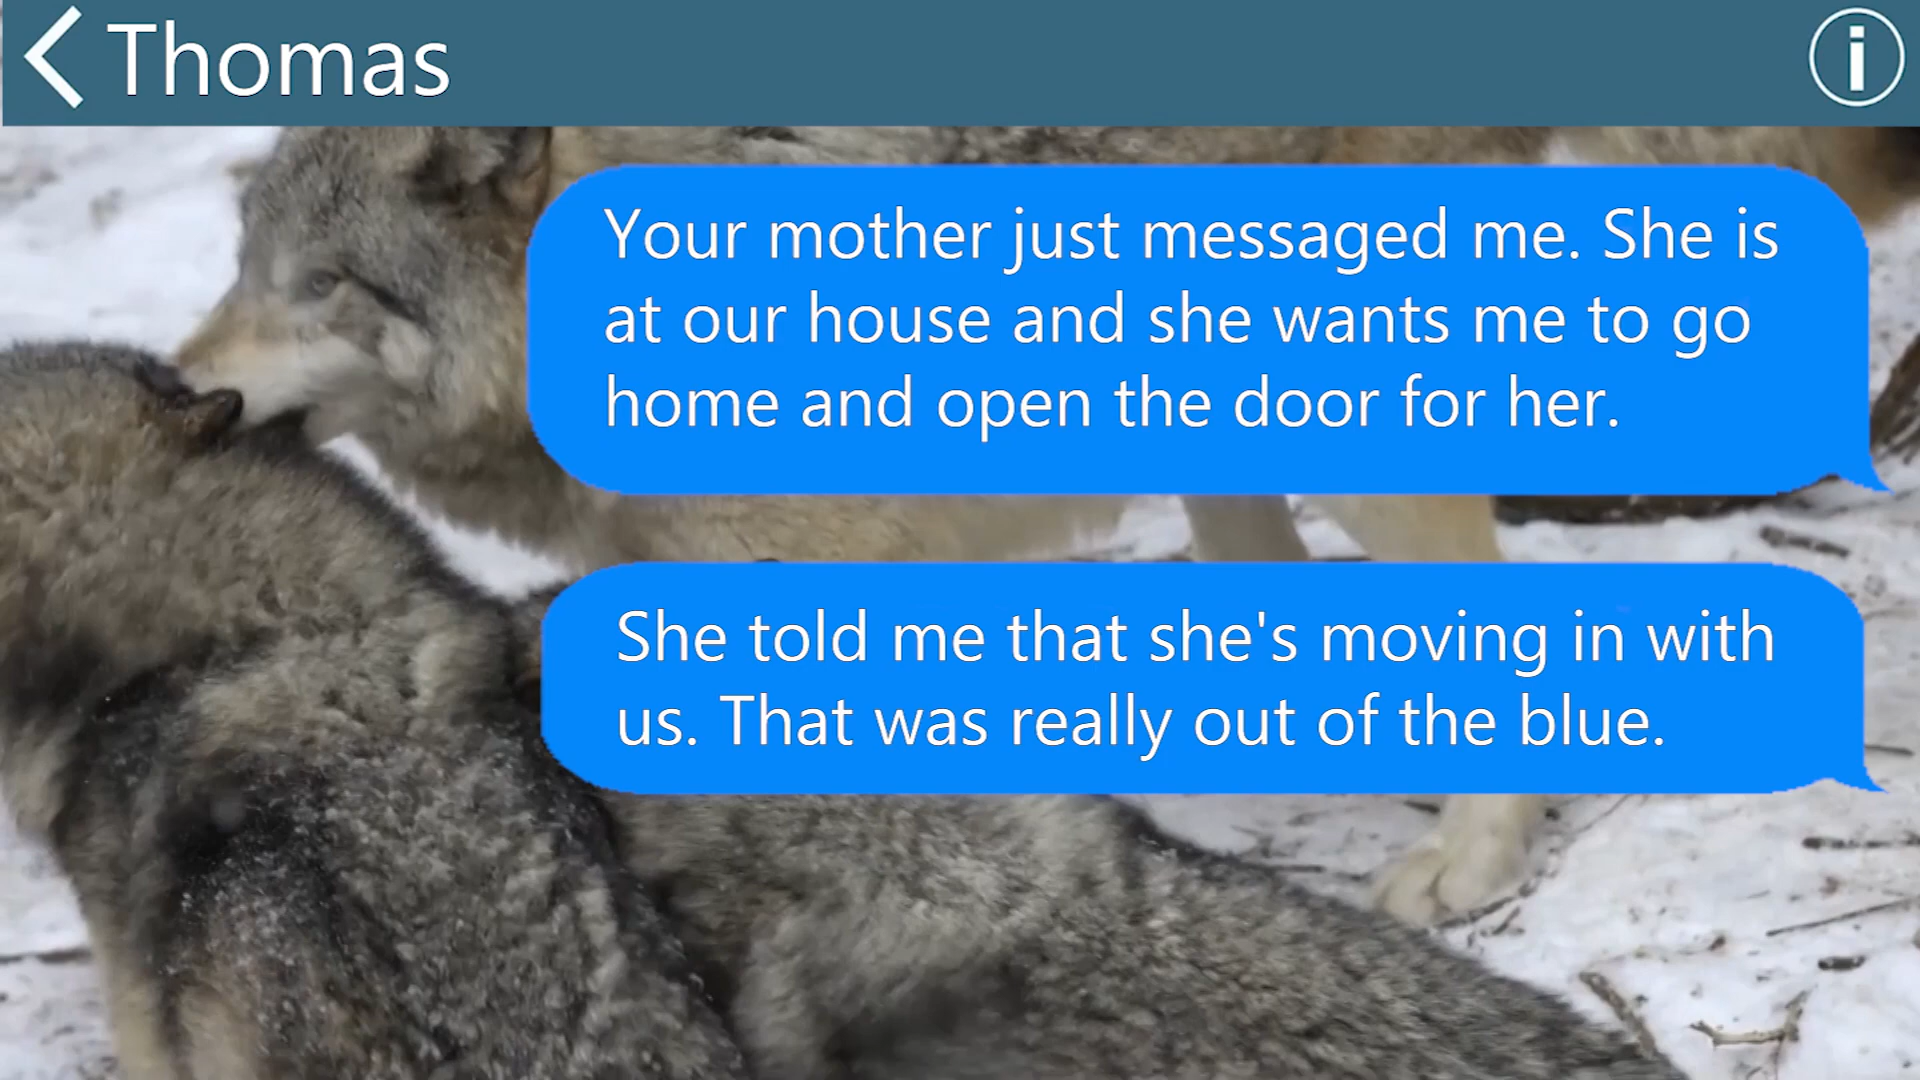 Thomas
Your mother just messaged me. She is
at our house and she wants me to go
home and open the door for her.
She told me that she's moving in with
us. That was really out of the blue.